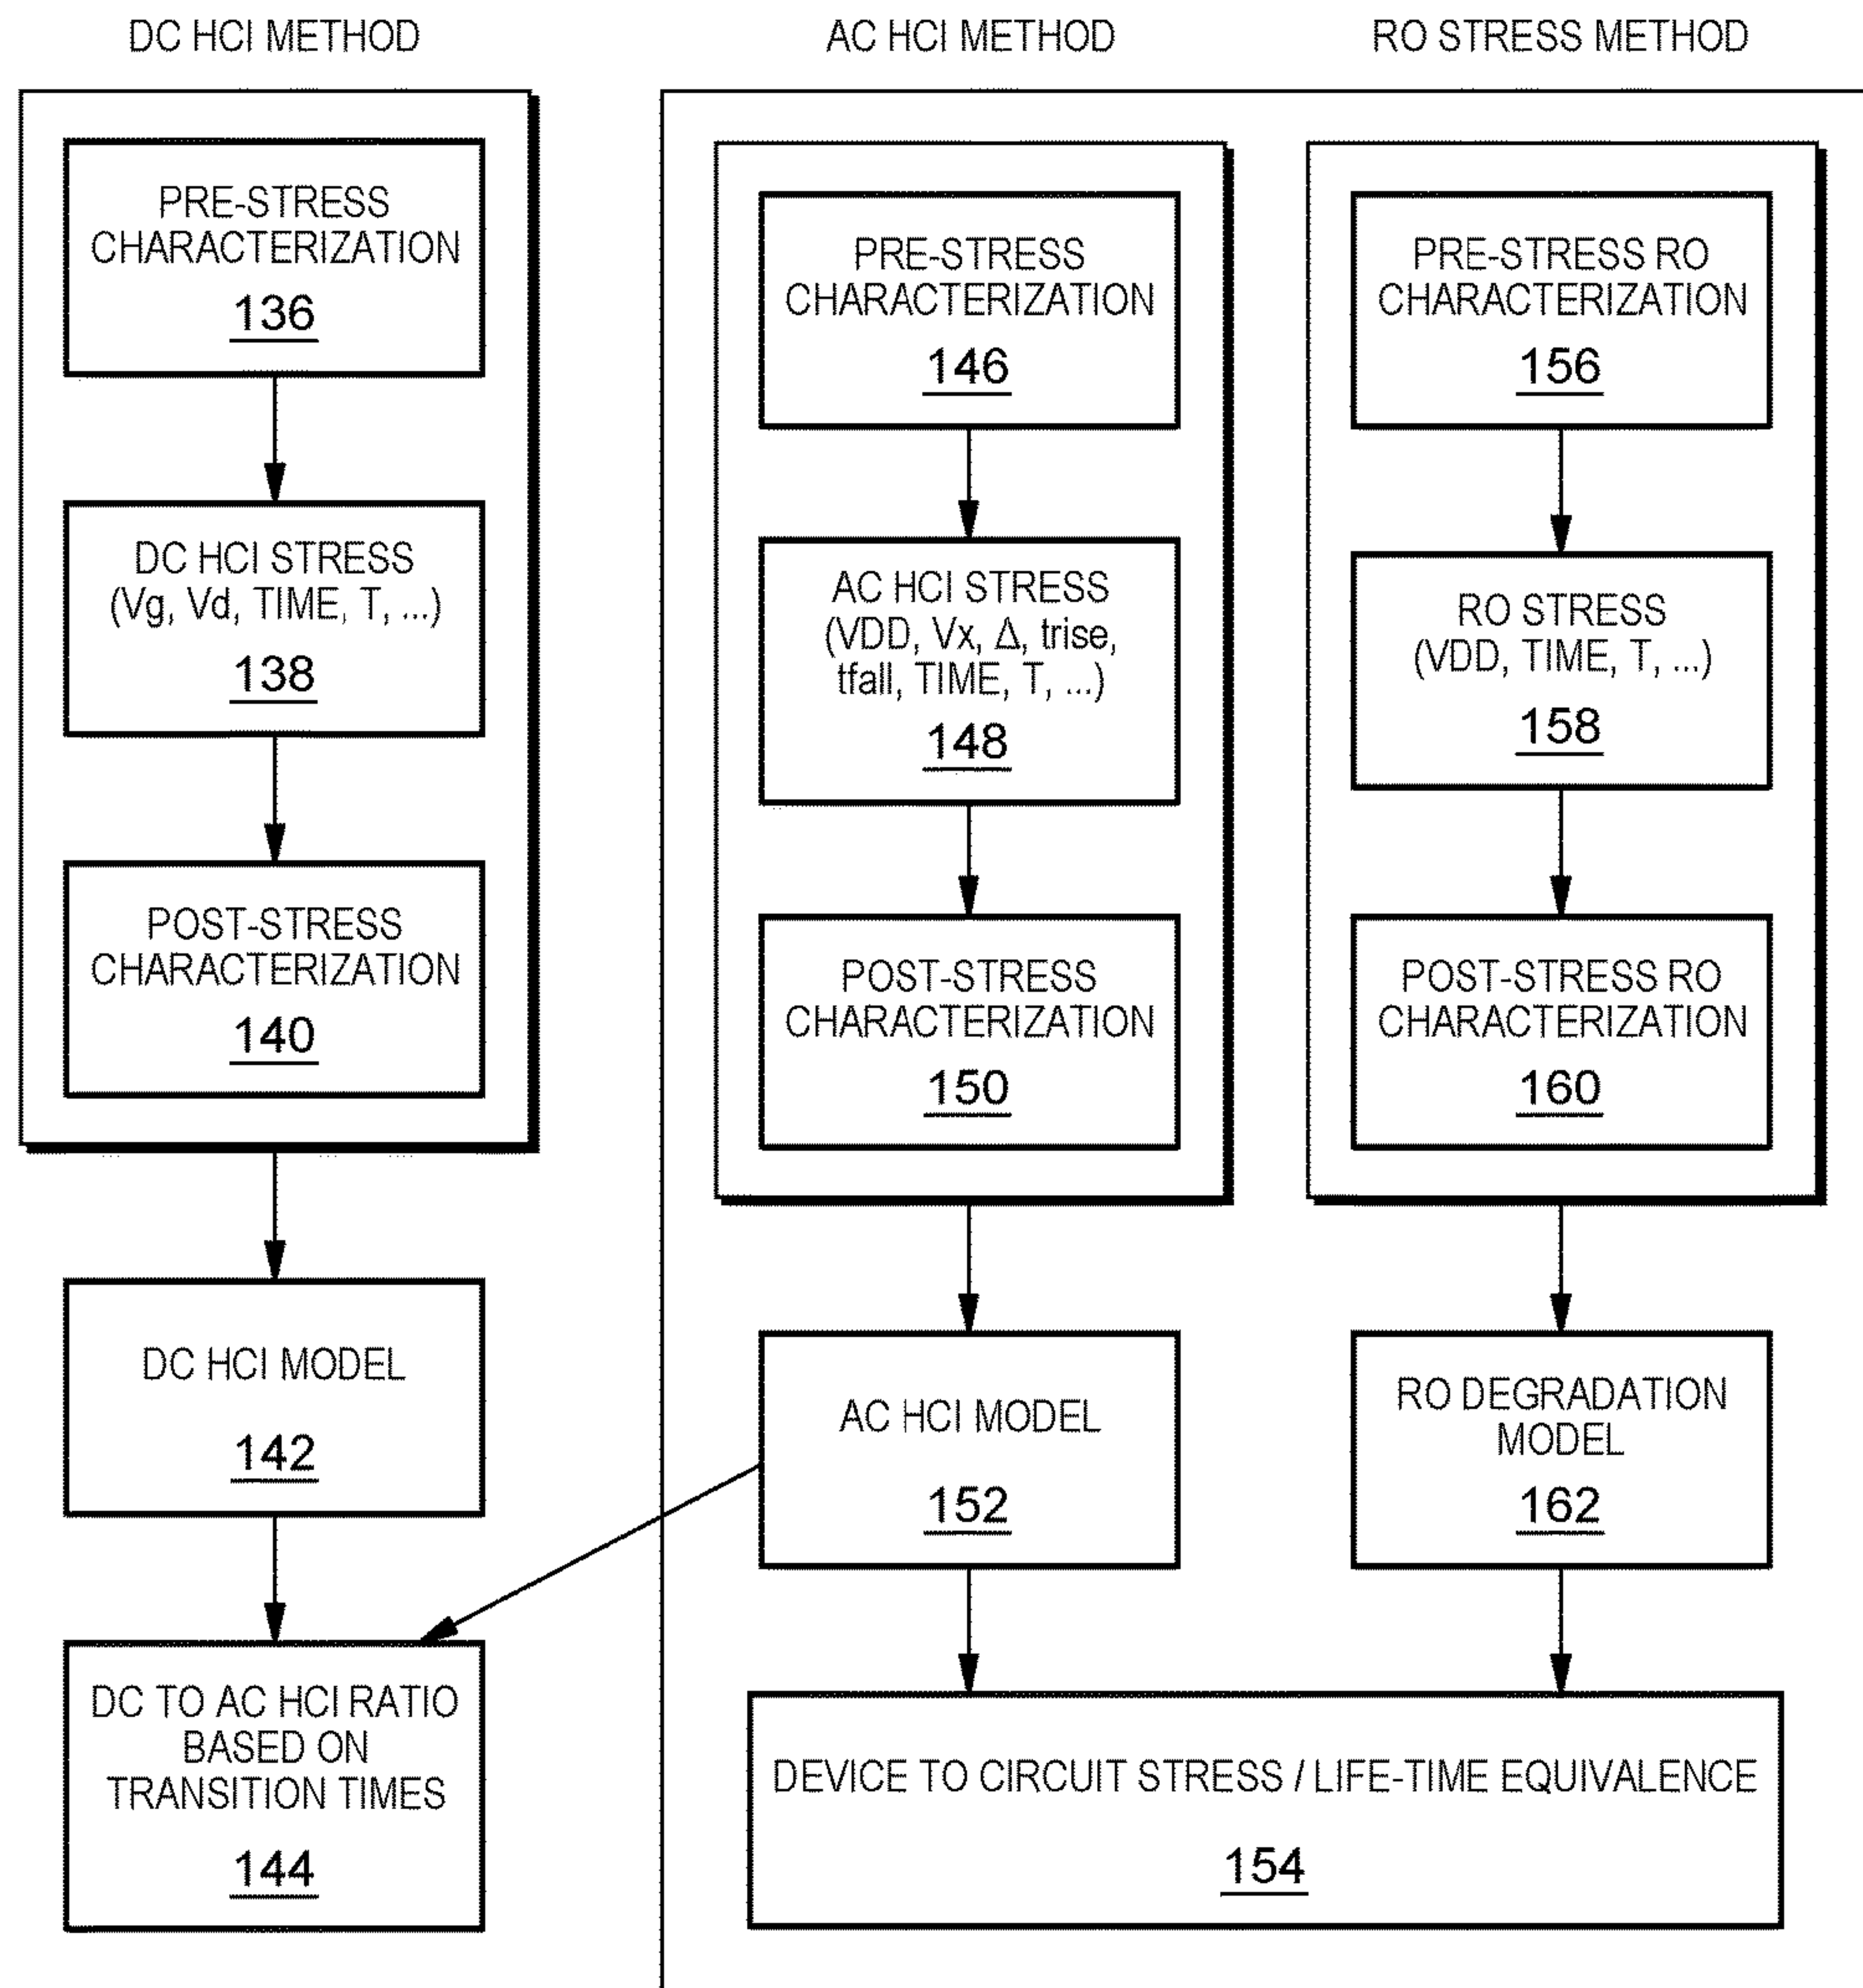 DC HCI METHOD
PRE-STRESS
CHARACTERIZATION
136
DC HCI STRESS
(Vg, Vd, TIME, T, ...)
138
POST-STRESS
CHARACTERIZATION
140
DC HCI MODEL
142
DC TO AC HCI RATIO
BASED ON
TRANSITION TIMES
144
AC HCI METHOD
PRE-STRESS
CHARACTERIZATION
146
AC HCI STRESS
(VDD, Vx, Δ, trise,
tfall, TIME, T, ...)
148
POST-STRESS
CHARACTERIZATION
150
AC HCI MODEL
152
RO STRESS METHOD
PRE-STRESS RO
CHARACTERIZATION
156
RO STRESS
(VDD, TIME, T, ...)
158
POST-STRESS RO
CHARACTERIZATION
160
RO DEGRADATION
MODEL
162
DEVICE TO CIRCUIT STRESS / LIFE-TIME EQUIVALENCE
154